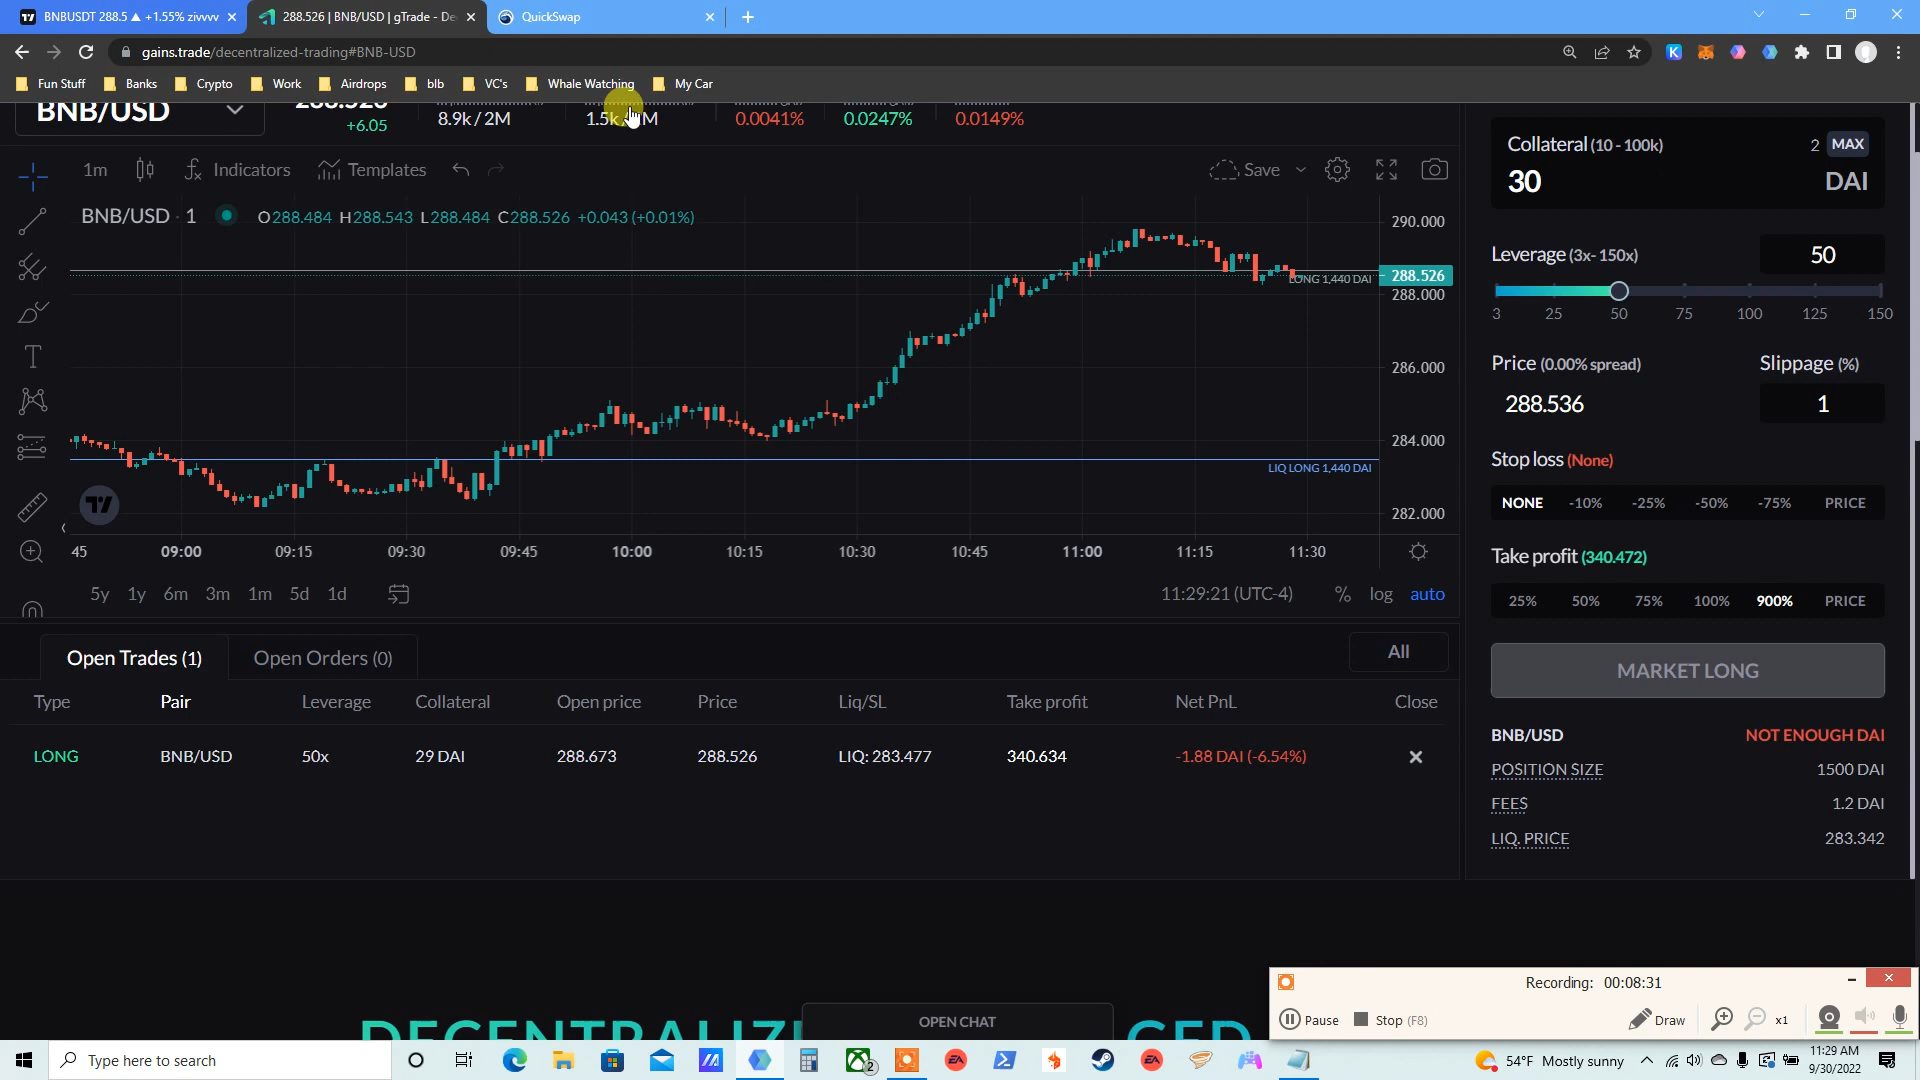 BNBUSDT 288.5 ▲ +1.55% zivvvv
288.526 | BNB/USD | gTrade - De
QuickSwap
gains.trade/decentralized-trading#BNB-USD
Fun Stuff Banks Crypto Work Airdrops blb VC's Whale Watching My Car
BNB/USD
288.526
+6.05
8.9k / 2M
0.0041%
0.0247%
0.0149%
1m Indicators Templates Save
BNB/USD · 1 O288.484 H288.543 L288.484 C288.526 +0.043 (+0.01%)
290.000
LONG 1,440 DAI
288.526
288.000
286.000
284.000
LIQ LONG 1,440 DAI
282.000
45 09:00 09:15 09:30 09:45 10:00 10:15 10:30 10:45 11:00 11:15 11:30
5y 1y 6m 3m 1m 5d 1d 11:29:21 (UTC-4) % log auto
Open Trades (1) Open Orders (0) All
Type Pair Leverage Collateral Open price Price Liq/SL Take profit Net PnL Close
LONG BNB/USD 50x 29 DAI 288.673 288.526 LIQ: 283.477 340.634 -1.88 DAI (-6.54%)
Collateral (10 - 100k) 2 MAX
30 DAI
Leverage (3x- 150x) 50
3 25 50 75 100 125 150
Price (0.00% spread) Slippage (%)
288.536 1
Stop loss (None)
NONE -10% -25% -50% -75% PRICE
Take profit (340.472)
25% 50% 75% 100% 900% PRICE
MARKET LONG
BNB/USD NOT ENOUGH DAI
POSITION SIZE 1500 DAI
FEES 1.2 DAI
LIQ. PRICE 283.342
OPEN CHAT
Recording: 00:08:31
Pause Stop (F8) Draw x1
Type here to search
2
54°F Mostly sunny
11:29 AM
9/30/2022